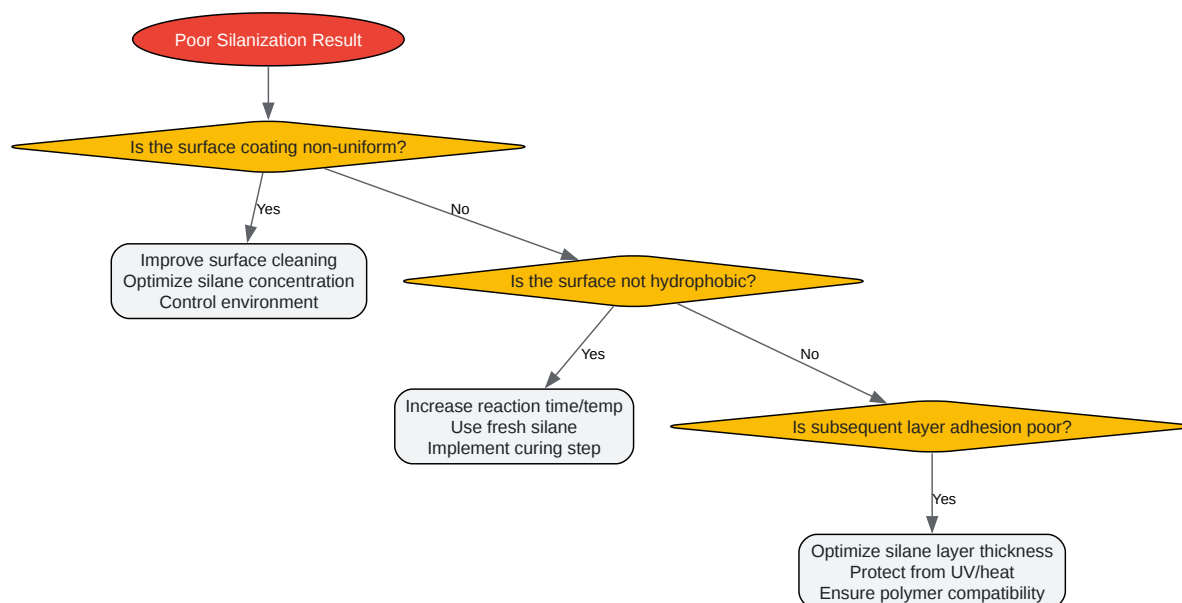 Poor Silanization Result
Is the surface coating non-uniform?
Yes
No
Improve surface cleaning
Optimize silane concentration
Control environment
Is the surface not hydrophobic?
Yes
No
Increase reaction time/temp
Use fresh silane
Implement curing step
Is subsequent layer adhesion poor?
Yes
Optimize silane layer thickness
Protect from UV/heat
Ensure polymer compatibility